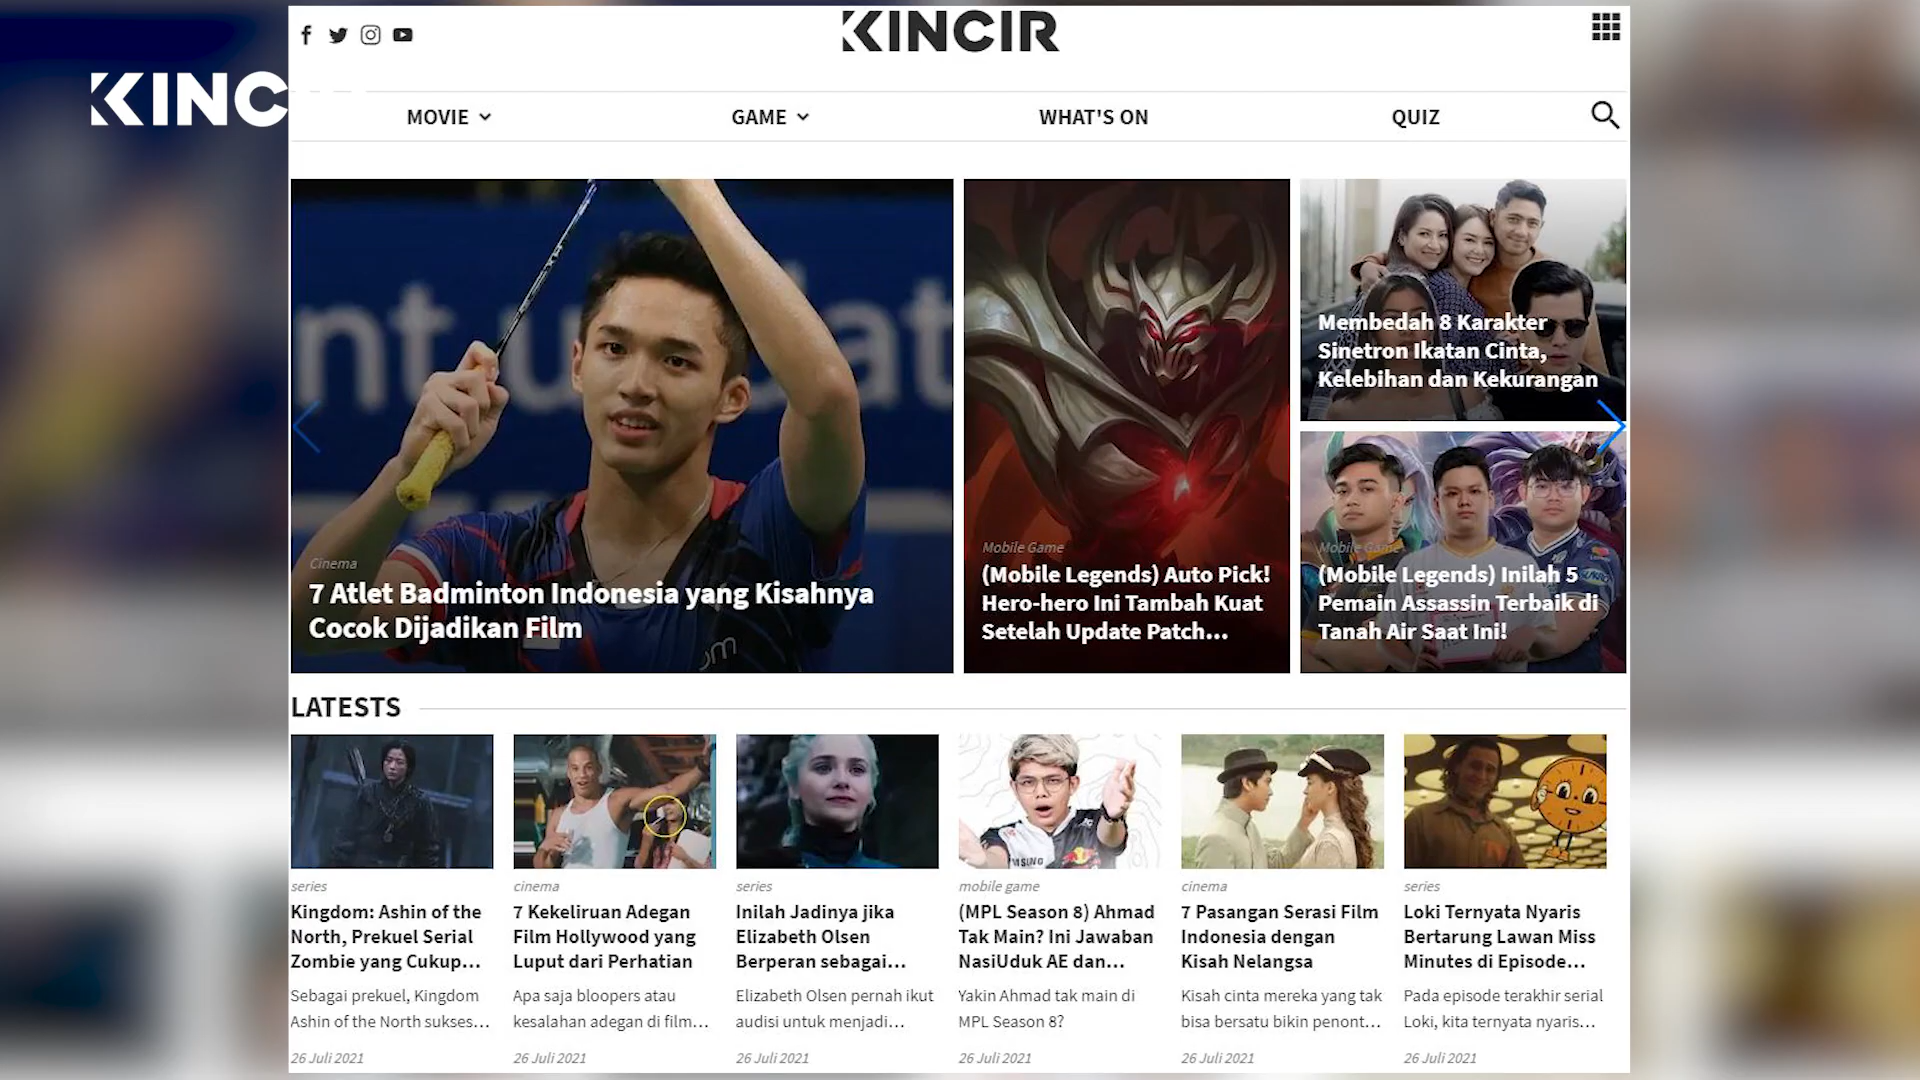 KINCIR
KINC
MOVIE
GAME
WHAT'S ON
QUIZ
Cinema
7 Atlet Badminton Indonesia yang Kisahnya
Cocok Dijadikan Film
Mobile Game
(Mobile Legends) Auto Pick!
Hero-hero Ini Tambah Kuat
Setelah Update Patch...
Membedah 8 Karakter
Sinetron Ikatan Cinta,
Kelebihan dan Kekurangan
Mobile Game
(Mobile Legends) Inilah 5
Pemain Assassin Terbaik di
Tanah Air Saat Ini!
LATESTS
series
Kingdom: Ashin of the
North, Prekuel Serial
Zombie yang Cukup...
Sebagai prekuel, Kingdom
Ashin of the North sukses...
26 Juli 2021
cinema
7 Kekeliruan Adegan
Film Hollywood yang
Luput dari Perhatian
Apa saja bloopers atau
kesalahan adegan di film...
26 Juli 2021
series
Inilah Jadinya jika
Elizabeth Olsen
Berperan sebagai...
Elizabeth Olsen pernah ikut
audisi untuk menjadi...
26 Juli 2021
mobile game
(MPL Season 8) Ahmad
Tak Main? Ini Jawaban
NasiUduk AE dan...
Yakin Ahmad tak main di
MPL Season 8?
26 Juli 2021
cinema
7 Pasangan Serasi Film
Indonesia dengan
Kisah Nelangsa
Kisah cinta mereka yang tak
bisa bersatu bikin penont...
26 Juli 2021
series
Loki Ternyata Nyaris
Bertarung Lawan Miss
Minutes di Episode...
Pada episode terakhir serial
Loki, kita ternyata nyaris...
26 Juli 2021